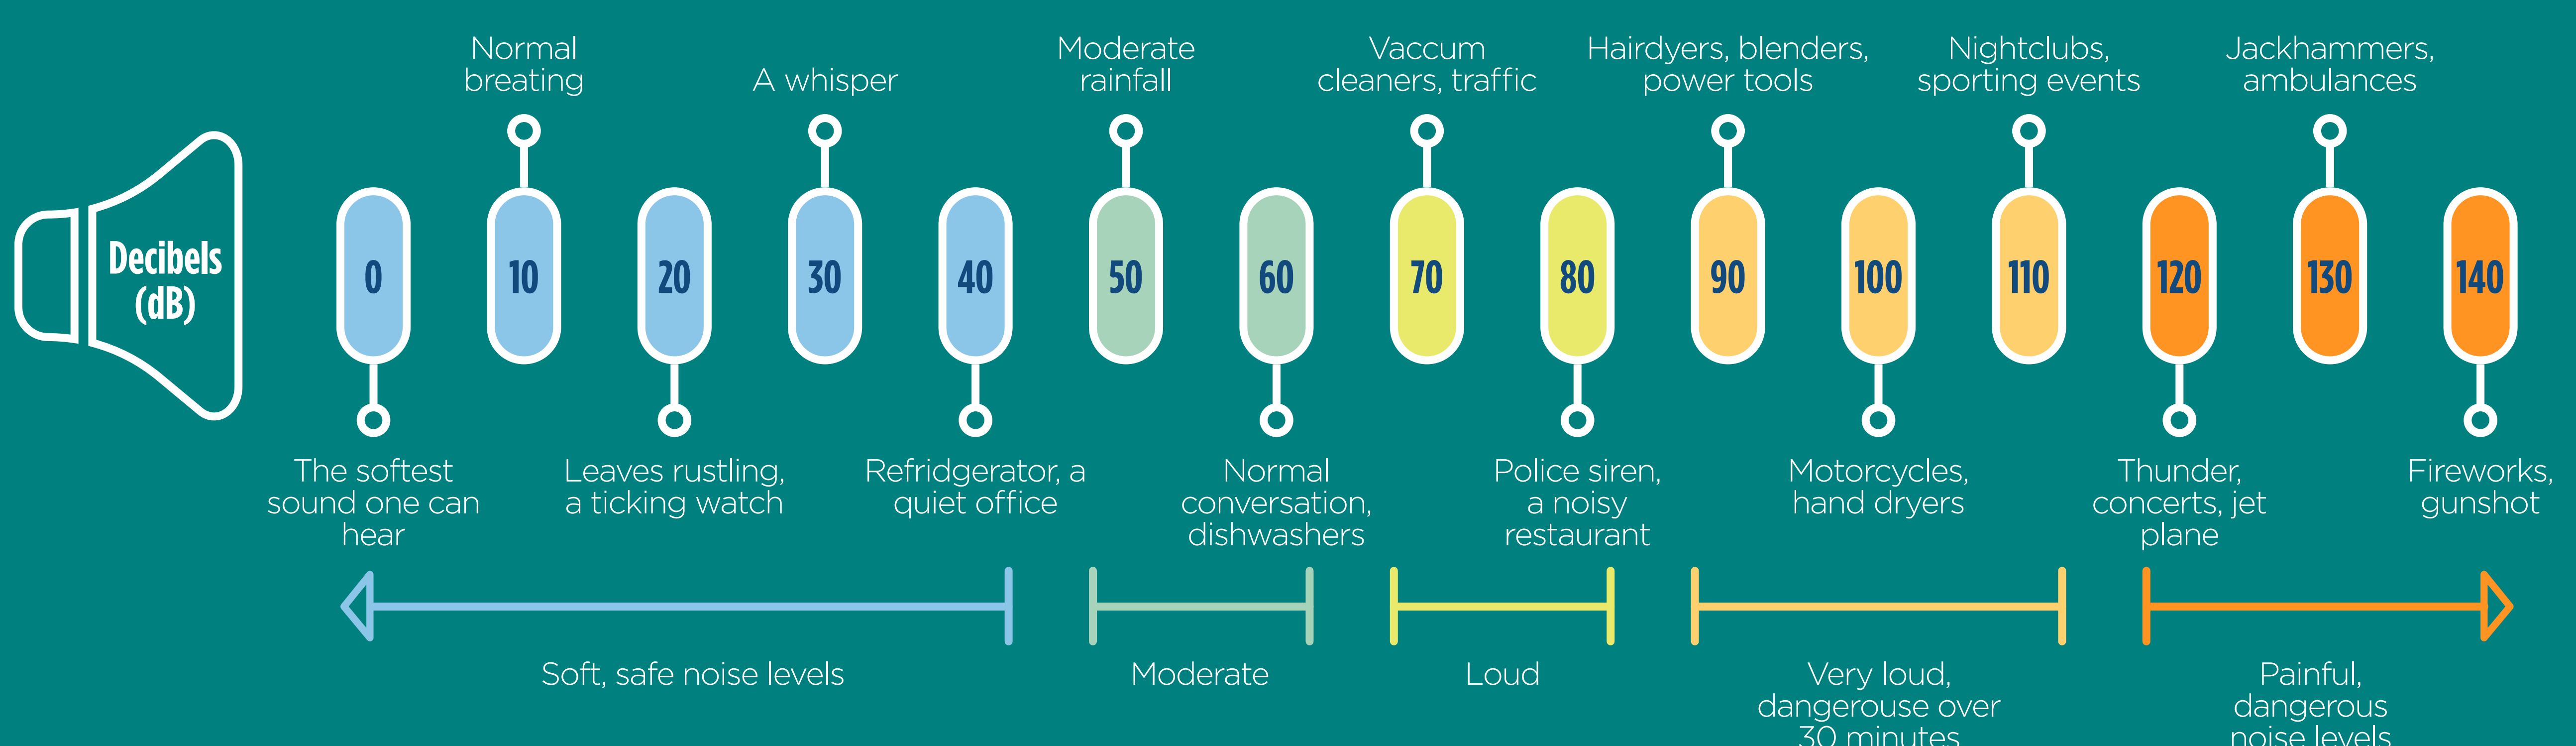 Normal
breating
A whisper
Moderate
rainfall
Vaccum
cleaners, traffic
Hairdyers, blenders,
power tools
Nightclubs,
sporting events
Jackhammers,
ambulances
Decibels
(dB)
0
10
20
30
40
50
60
70
80
90
100
110
120
130
140
The softest
sound one can
hear
Leaves rustling,
a ticking watch
Refridgerator, a
quiet office
Normal
conversation,
dishwashers
Police siren,
a noisy
restaurant
Motorcycles,
hand dryers
Thunder,
concerts, jet
plane
Fireworks,
gunshot
Soft, safe noise levels
Moderate
Loud
Very loud,
dangerouse over
30 minutes
Painful,
dangerous
noise levels